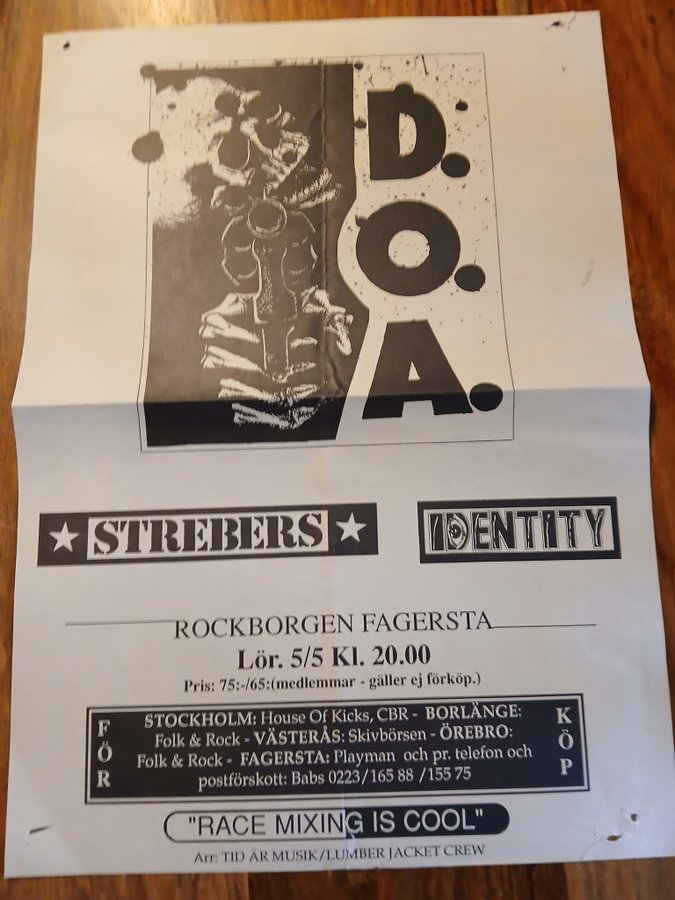 D.
O.
A.
★ STREBERS ★
IDENTITY
ROCKBORGEN FAGERSTA
Lör. 5/5 Kl. 20.00
Pris: 75:-/65:(medlemmar - gäller ej förköp.)
FÖR
STOCKHOLM: House Of Kicks, CBR - BORLÄNGE:
Folk & Rock - VÄSTERÅS: Skivbörsen - ÖREBRO:
Folk & Rock - FAGERSTA: Playman och pr. telefon och
postförskott: Babs 0223/165 88 /155 75
KÖP
"RACE MIXING IS COOL"
Arr: TID ÄR MUSIK/LUMBER JACKET CREW